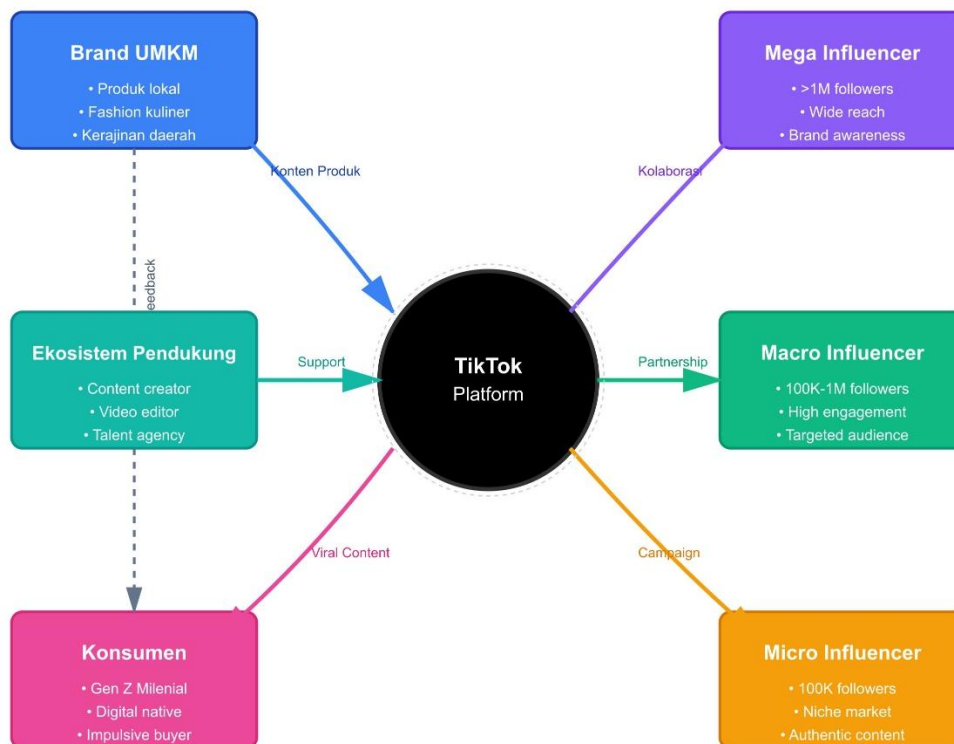 Brand UMKM
• Produk lokal
• Fashion kuliner
• Kerajinan daerah
Mega Influencer
• >1M followers
• Wide reach
• Brand awareness
Konten Produk
Kolaborasi
eedback
Ekosistem Pendukung
• Content creator
• Video editor
• Talent agency
Support
TikTok
Platform
Partnership
Macro Influencer
• 100K-1M followers
• High engagement
• Targeted audience
Viral Content
Campaign
Konsumen
• Gen Z Milenial
• Digital native
• Impulsive buyer
Micro Influencer
• 100K followers
• Niche market
• Authentic content